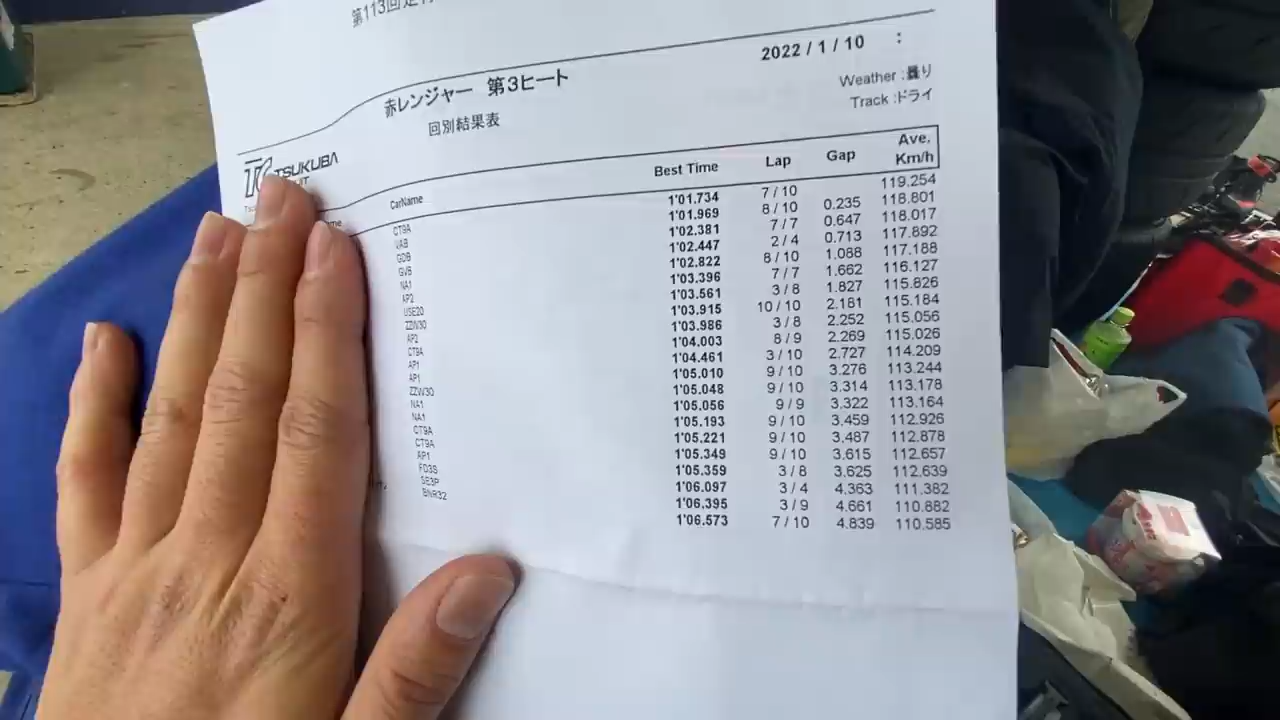 第113回
2022 / 1 / 10 :
赤レンジャー 第3ヒート
Weather :曇り
回別結果表
Track :ドライ
TSUKUBA
CarName Best Time Lap Gap Ave. Km/h
CT9A 1'01.734 7 / 10 119.254
VAB 1'01.969 8 / 10 0.235 118.801
GDB 1'02.381 7 / 7 0.647 118.017
GVB 1'02.447 2 / 4 0.713 117.892
NA1 1'02.822 8 / 10 1.088 117.188
AP2 1'03.396 7 / 7 1.662 116.127
USE20 1'03.561 3 / 8 1.827 115.826
ZZW30 1'03.915 10 / 10 2.181 115.184
AP2 1'03.986 3 / 8 2.252 115.056
CT9A 1'04.003 8 / 9 2.269 115.026
AP1 1'04.461 3 / 10 2.727 114.209
AP1 1'05.010 9 / 10 3.276 113.244
ZZW30 1'05.048 9 / 10 3.314 113.178
NA1 1'05.056 9 / 9 3.322 113.164
NA1 1'05.193 9 / 10 3.459 112.926
CT9A 1'05.221 9 / 10 3.487 112.878
CT9A 1'05.349 9 / 10 3.615 112.657
AP1 1'05.359 3 / 8 3.625 112.639
FD3S 1'06.097 3 / 4 4.363 111.382
SE3P 1'06.395 3 / 9 4.661 110.882
BNR32 1'06.573 7 / 10 4.839 110.585